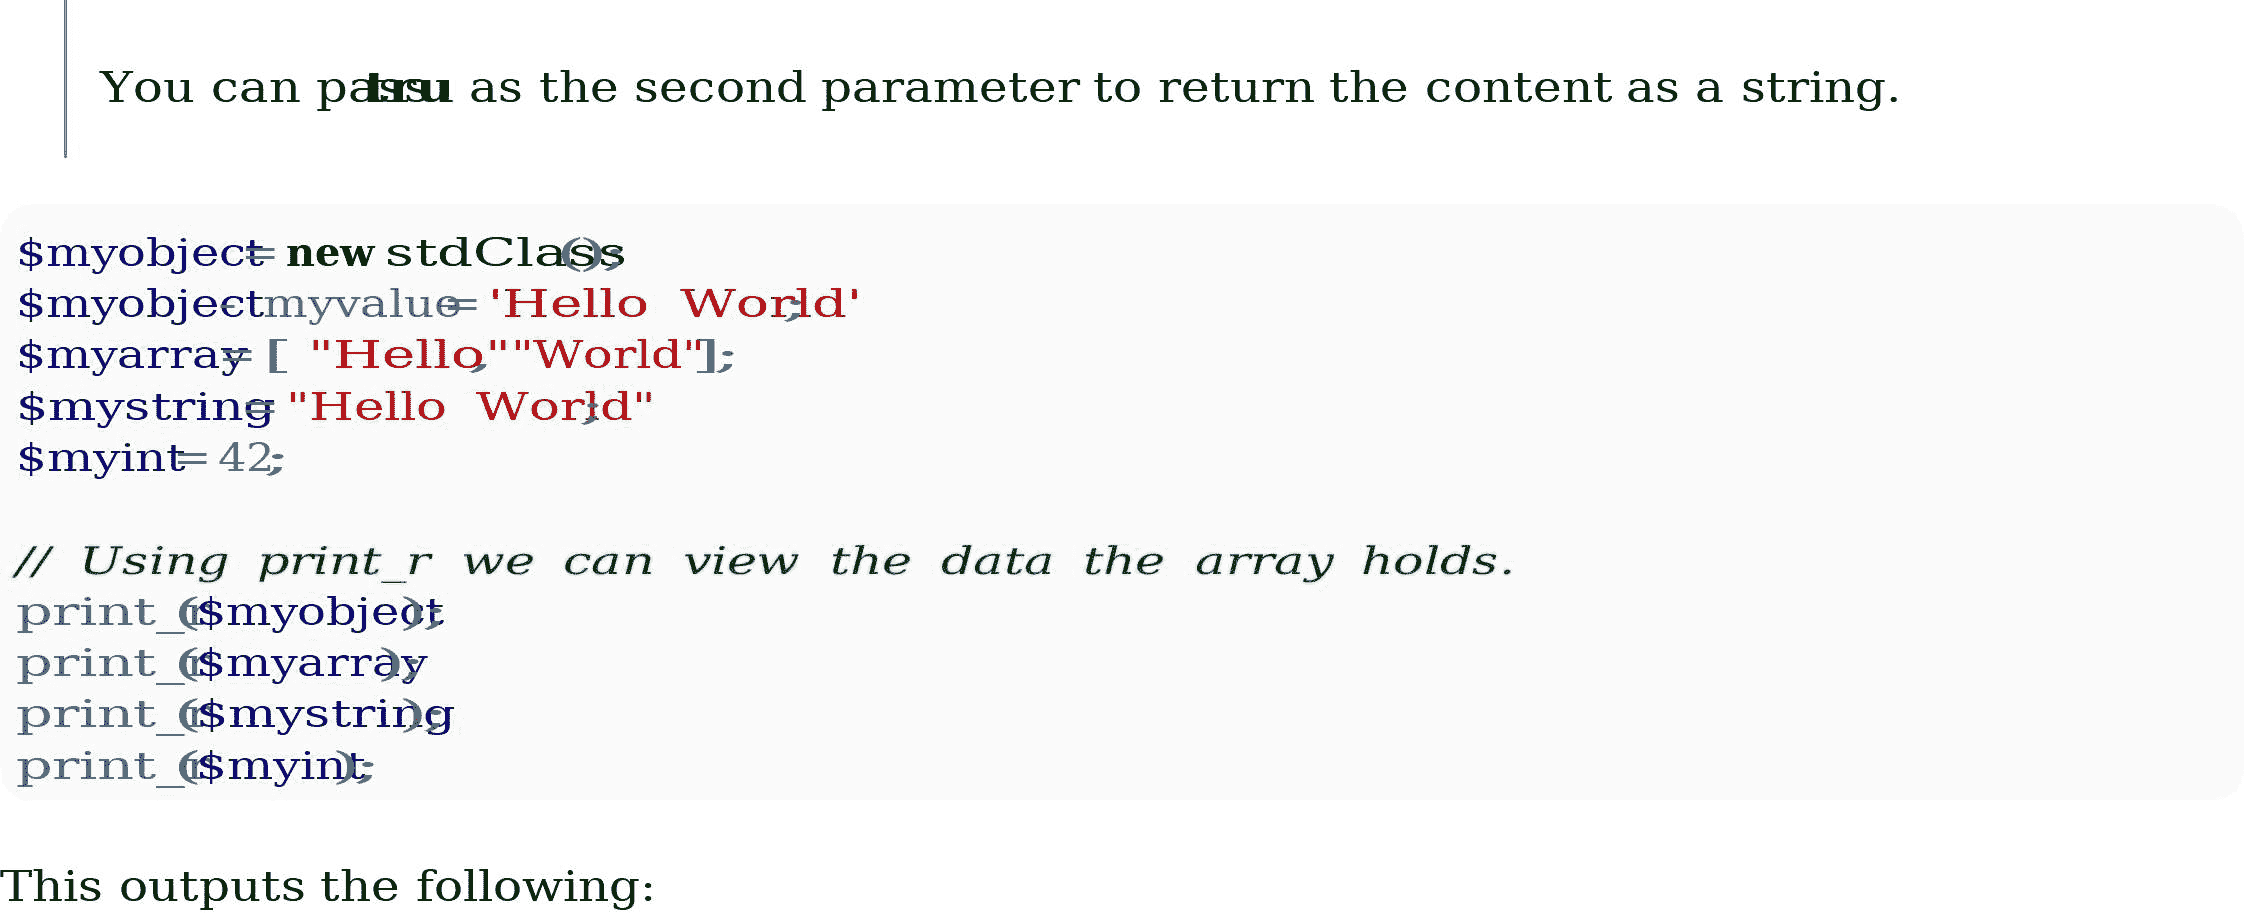 You can pass tru as the second parameter to return the content as a string.
$myobject = new stdClass();
$myobject- myvalue = 'Hello World';
$myarray = [ "Hello", "World"];
$mystring = "Hello World";
$myint = 42;
// Using print_r we can view the data the array holds.
print_r($myobject);
print_r($myarray);
print_r($mystring);
print_r($myint);
This outputs the following: